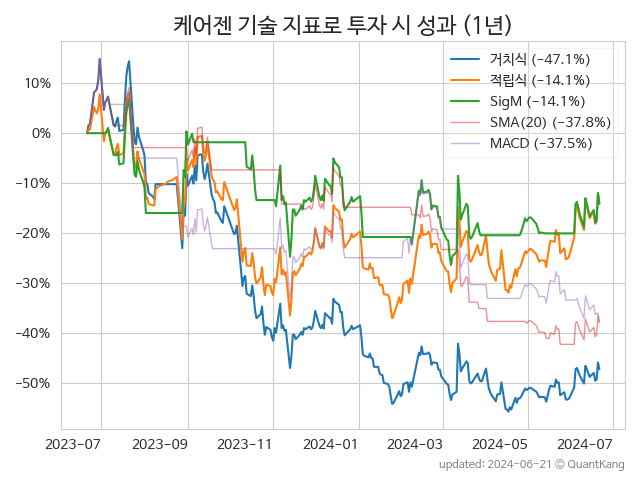 케어젠 기술 지표로 투자 시 성과 (1년)
거치식 (−47.1%)
적립식 (−14.1%)
SigM (−14.1%)
SMA(20) (−37.8%)
MACD (−37.5%)
10%
0%
−10%
−20%
−30%
−40%
−50%
2023−07 2023−09 2023−11 2024−01 2024−03 2024−05 2024−07
updated: 2024−06−21 © QuantKang